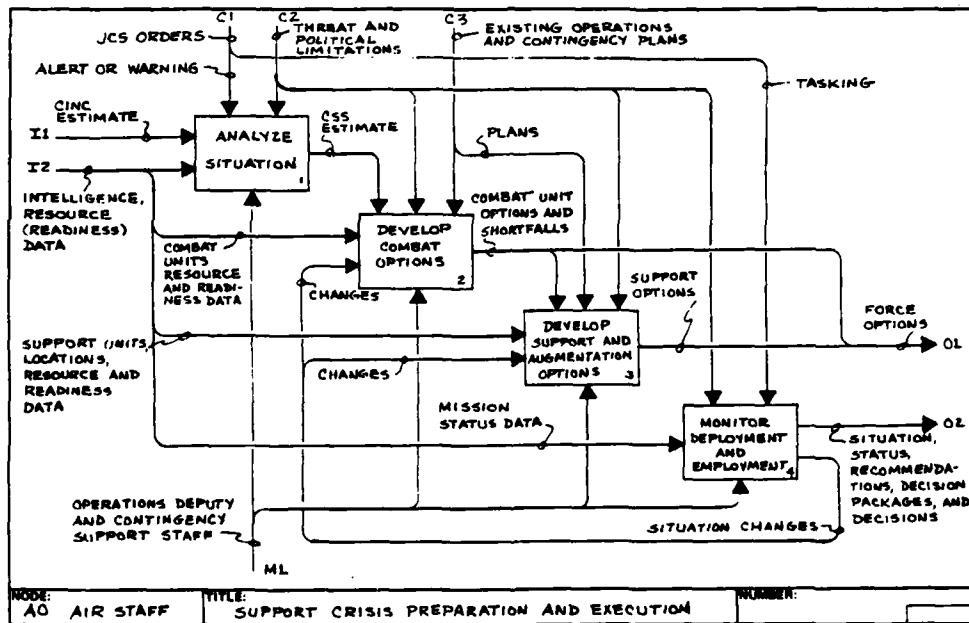 C1
C2
C3
JCS ORDERS
THREAT AND
POLITICAL
LIMITATIONS
EXISTING OPERATIONS
AND CONTINGENCY PLANS
ALERT OR WARNING
TASKING
CINC
ESTIMATE
I1
I2
ANALYZE
SITUATION
1
CSS
ESTIMATE
PLANS
INTELLIGENCE,
RESOURCE
(READINESS)
DATA
COMBAT
UNITS
RESOURCE
AND READI-
NESS DATA
DEVELOP
COMBAT
OPTIONS
2
COMBAT UNIT
OPTIONS AND
SHORTFALLS
CHANGES
SUPPORT
OPTIONS
FORCE
OPTIONS
O1
SUPPORT UNITS,
LOCATIONS,
RESOURCE AND
READINESS
DATA
CHANGES
DEVELOP
SUPPORT AND
AUGMENTATION
OPTIONS
3
MISSION
STATUS DATA
MONITOR
DEPLOYMENT
AND
EMPLOYMENT
4
O2
SITUATION,
STATUS,
RECOMMENDA-
TIONS, DECISION
PACKAGES, AND
DECISIONS
OPERATIONS DEPUTY
AND CONTINGENCY
SUPPORT STAFF
SITUATION CHANGES
M1
NODE:
AO AIR STAFF
TITLE:
SUPPORT CRISIS PREPARATION AND EXECUTION
NUMBER: